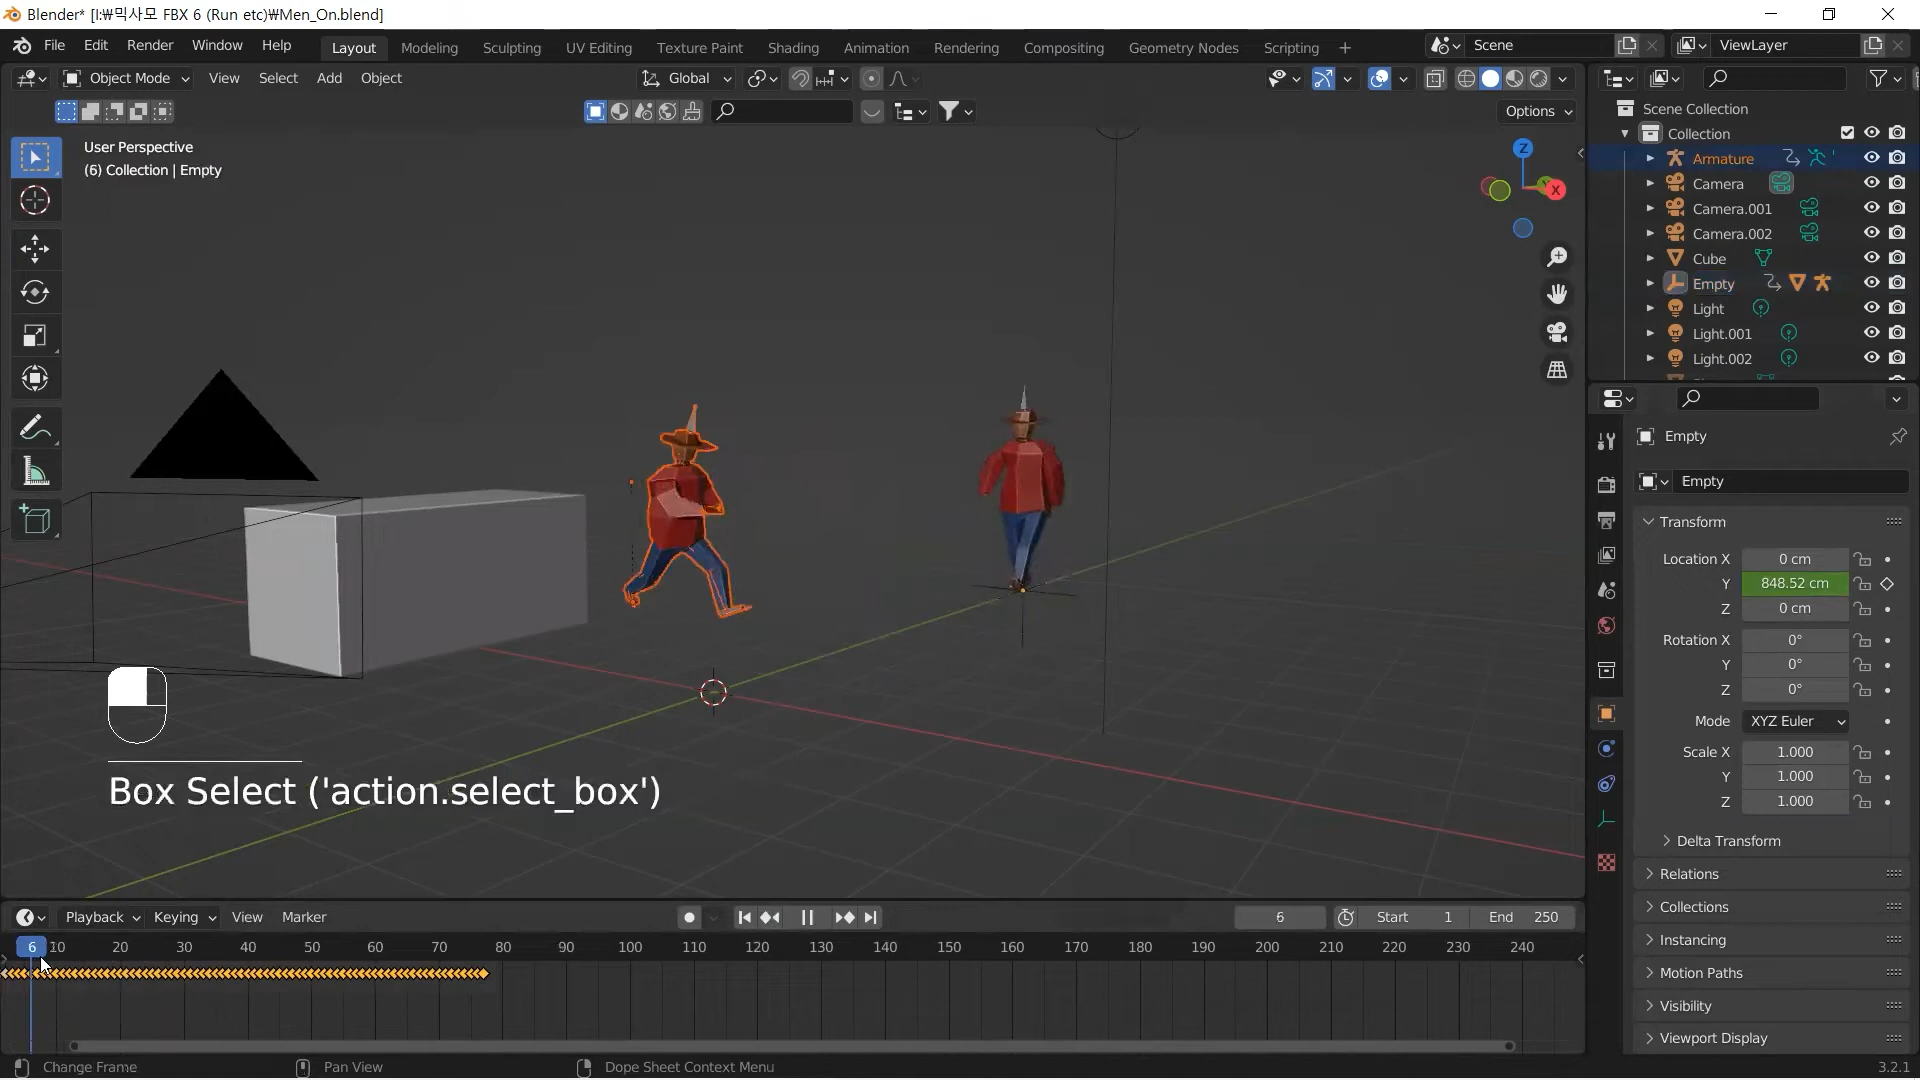 Blender* [I:₩믹사모 FBX 6 (Run etc)₩Men_On.blend]
File Edit Render Window Help Layout Modeling Sculpting UV Editing Texture Paint Shading Animation Rendering Compositing Geometry Nodes Scripting + Scene ViewLayer
Object Mode View Select Add Object Global
Options
User Perspective
(6) Collection | Empty
Z
X
Box Select ('action.select_box')
Scene Collection
Collection
Armature
Camera
Camera.001
Camera.002
Cube
Empty
Light
Light.001
Light.002
Empty
Empty
Transform
Location X 0 cm
Y 848.52 cm
Z 0 cm
Rotation X 0°
Y 0°
Z 0°
Mode XYZ Euler
Scale X 1.000
Y 1.000
Z 1.000
Delta Transform
Relations
Collections
Instancing
Motion Paths
Visibility
Viewport Display
Playback Keying View Marker 6 Start 1 End 250
6 10 20 30 40 50 60 70 80 90 100 110 120 130 140 150 160 170 180 190 200 210 220 230 240
Change Frame Pan View Dope Sheet Context Menu 3.2.1